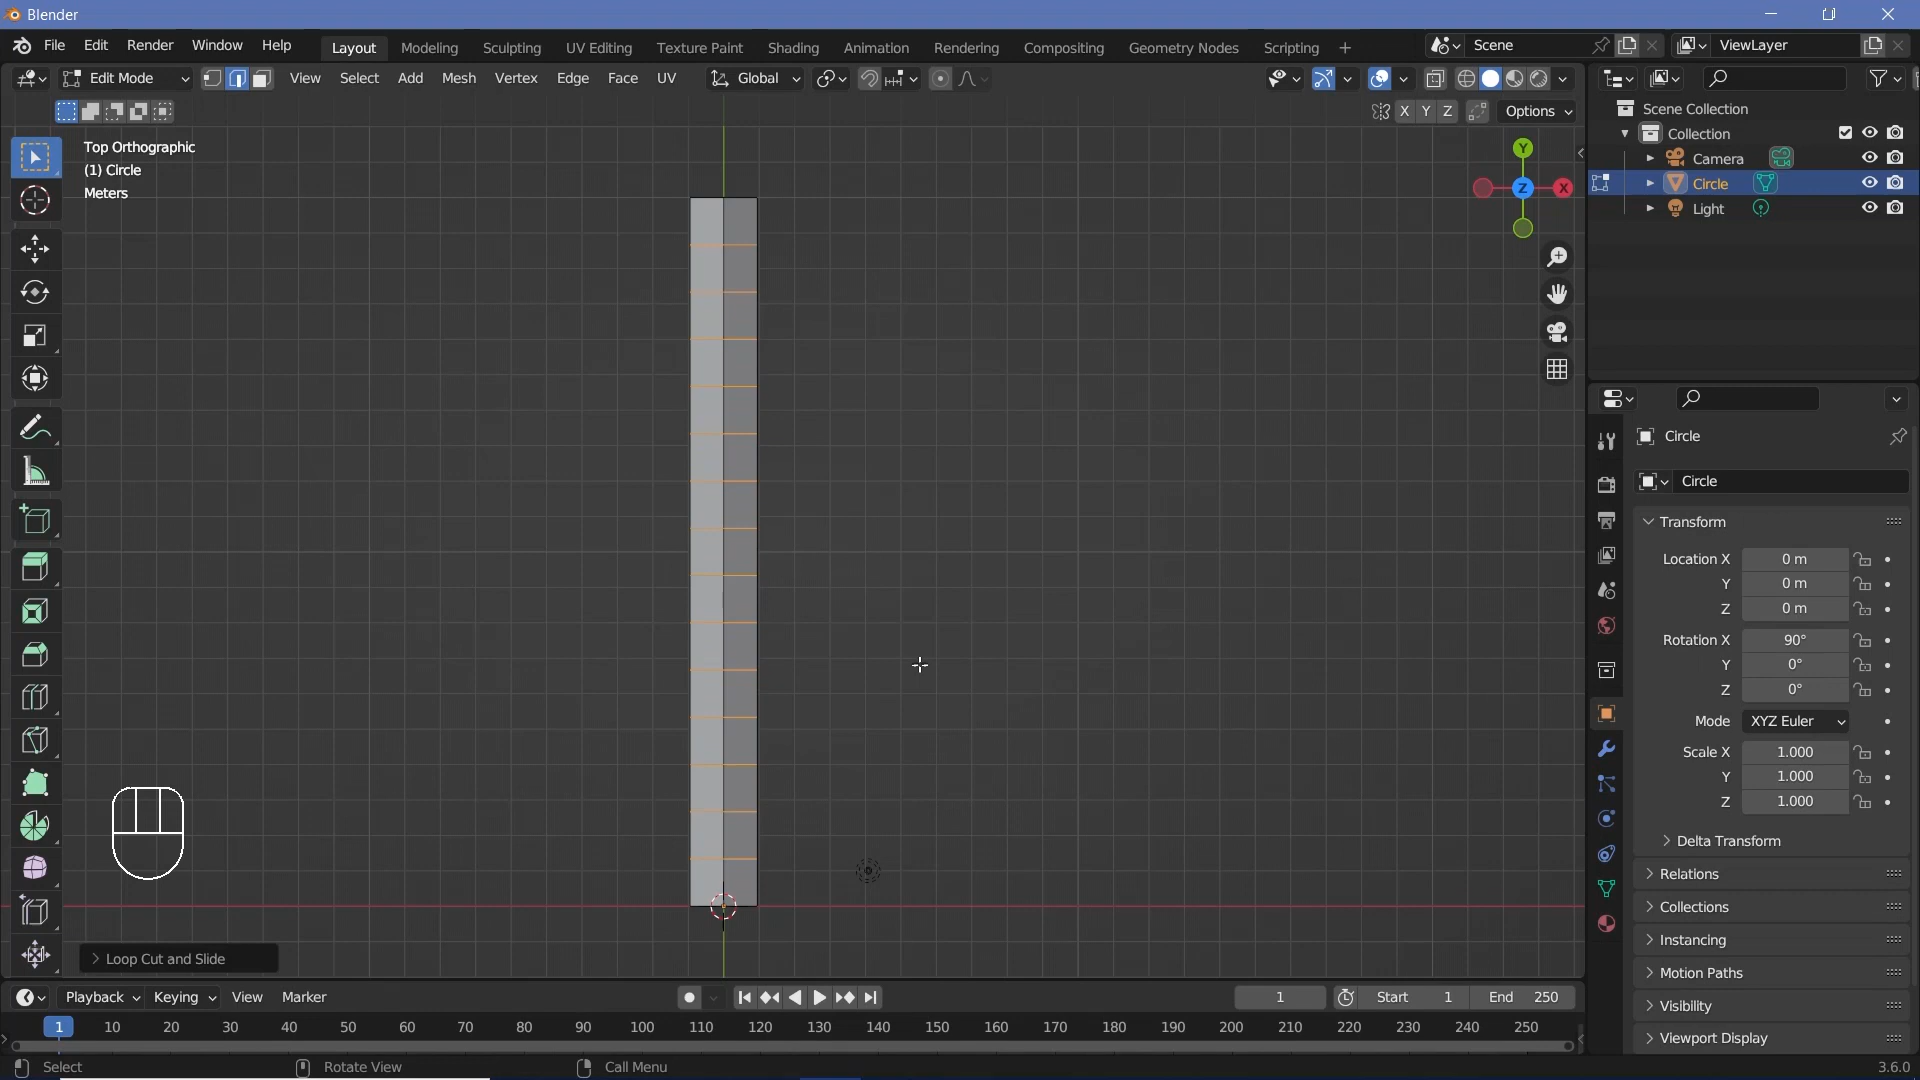 Blender
File Edit Render Window Help Layout Modeling Sculpting UV Editing Texture Paint Shading Animation Rendering Compositing Geometry Nodes Scripting + Scene ViewLayer
Edit Mode View Select Add Mesh Vertex Edge Face UV Global
X Y Z Options
Top Orthographic
(1) Circle
Meters
Y
Z X
Loop Cut and Slide
Scene Collection
Collection
Camera
Circle
Light
Circle
Circle
Transform
Location X 0 m
Y 0 m
Z 0 m
Rotation X 90°
Y 0°
Z 0°
Mode XYZ Euler
Scale X 1.000
Y 1.000
Z 1.000
Delta Transform
Relations
Collections
Instancing
Motion Paths
Visibility
Viewport Display
Playback Keying View Marker 1 Start 1 End 250
1 10 20 30 40 50 60 70 80 90 100 110 120 130 140 150 160 170 180 190 200 210 220 230 240 250
Select Rotate View Call Menu 3.6.0